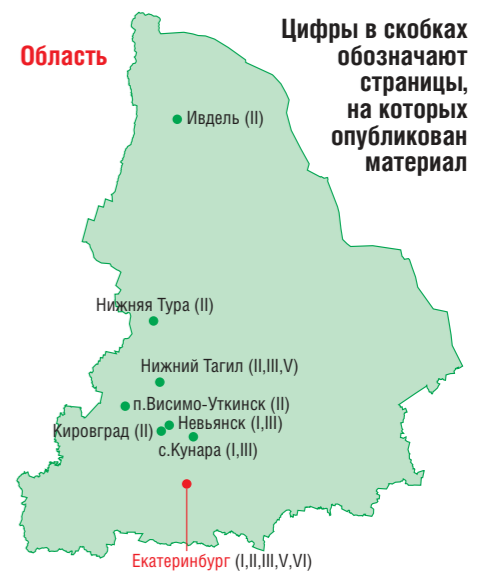 Область
Цифры в скобках
обозначают
страницы,
на которых
опубликован
материал
Ивдель (II)
Нижняя Тура (II)
Нижний Тагил (II,III,V)
п.Висимо-Уткинск (II)
Невьянск (I,III)
Кировград (II)
с.Кунара (I,III)
Екатеринбург (I,II,III,V,VI)